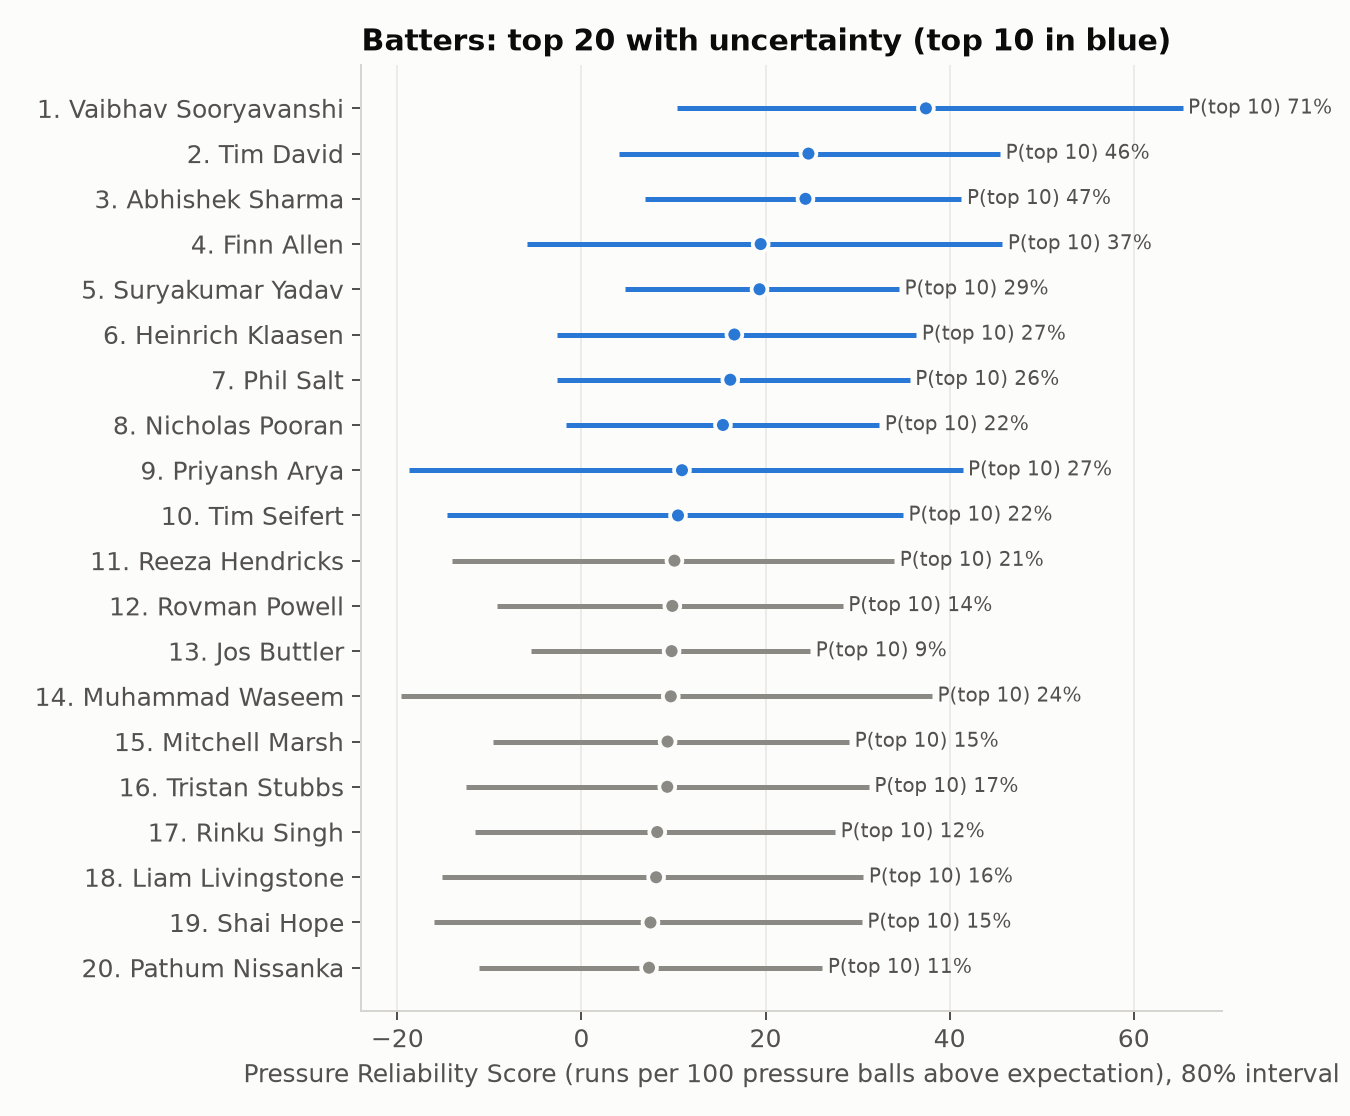 Batters: top 20 with uncertainty (top 10 in blue)
1. Vaibhav Sooryavanshi P(top 10) 71%
2. Tim David P(top 10) 46%
3. Abhishek Sharma P(top 10) 47%
4. Finn Allen P(top 10) 37%
5. Suryakumar Yadav P(top 10) 29%
6. Heinrich Klaasen P(top 10) 27%
7. Phil Salt P(top 10) 26%
8. Nicholas Pooran P(top 10) 22%
9. Priyansh Arya P(top 10) 27%
10. Tim Seifert P(top 10) 22%
11. Reeza Hendricks P(top 10) 21%
12. Rovman Powell P(top 10) 14%
13. Jos Buttler P(top 10) 9%
14. Muhammad Waseem P(top 10) 24%
15. Mitchell Marsh P(top 10) 15%
16. Tristan Stubbs P(top 10) 17%
17. Rinku Singh P(top 10) 12%
18. Liam Livingstone P(top 10) 16%
19. Shai Hope P(top 10) 15%
20. Pathum Nissanka P(top 10) 11%
−20 0 20 40 60
Pressure Reliability Score (runs per 100 pressure balls above expectation), 80% interval